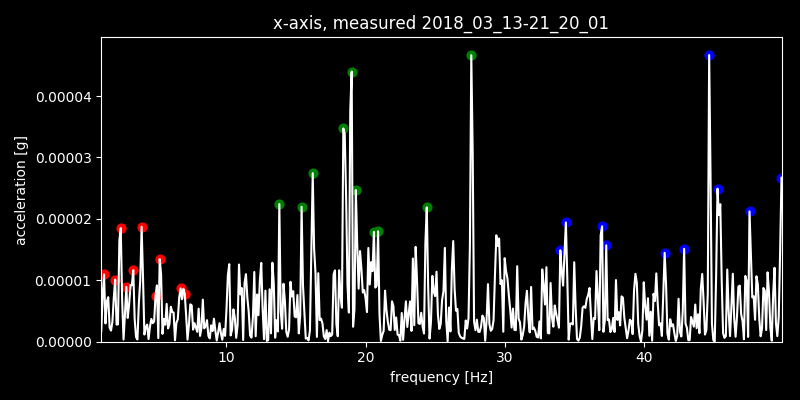 x-axis, measured 2018_03_13-21_20_01
acceleration [g]
0.00004
0.00003
0.00002
0.00001
0.00000
10 20 30 40
frequency [Hz]